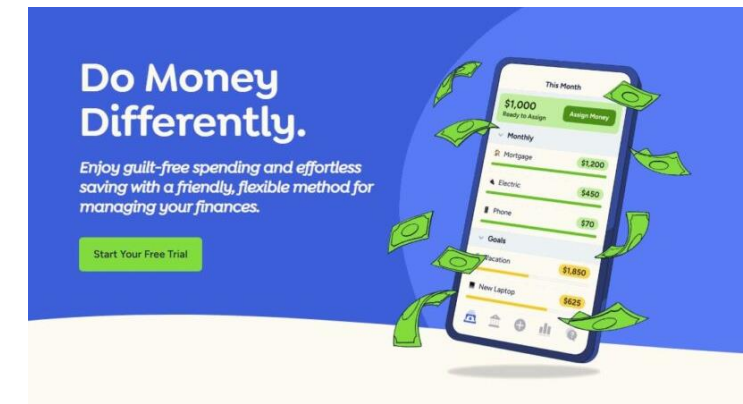 Do Money
Differently.
Enjoy guilt-free spending and effortless
saving with a friendly, flexible method for
managing your finances.
Start Your Free Trial
This Month
$1,000
Ready to Assign
Assign Money
Monthly
Mortgage
$1,200
Electric
$450
Phone
$70
Goals
$1,850
New Laptop
$625